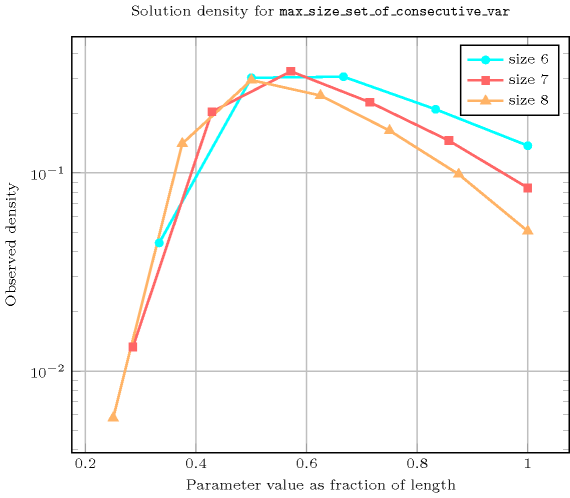 Solution density for max_size_set_of_consecutive_var
size 6
size 7
size 8
10⁻¹
10⁻²
Observed density
0.2 0.4 0.6 0.8 1
Parameter value as fraction of length